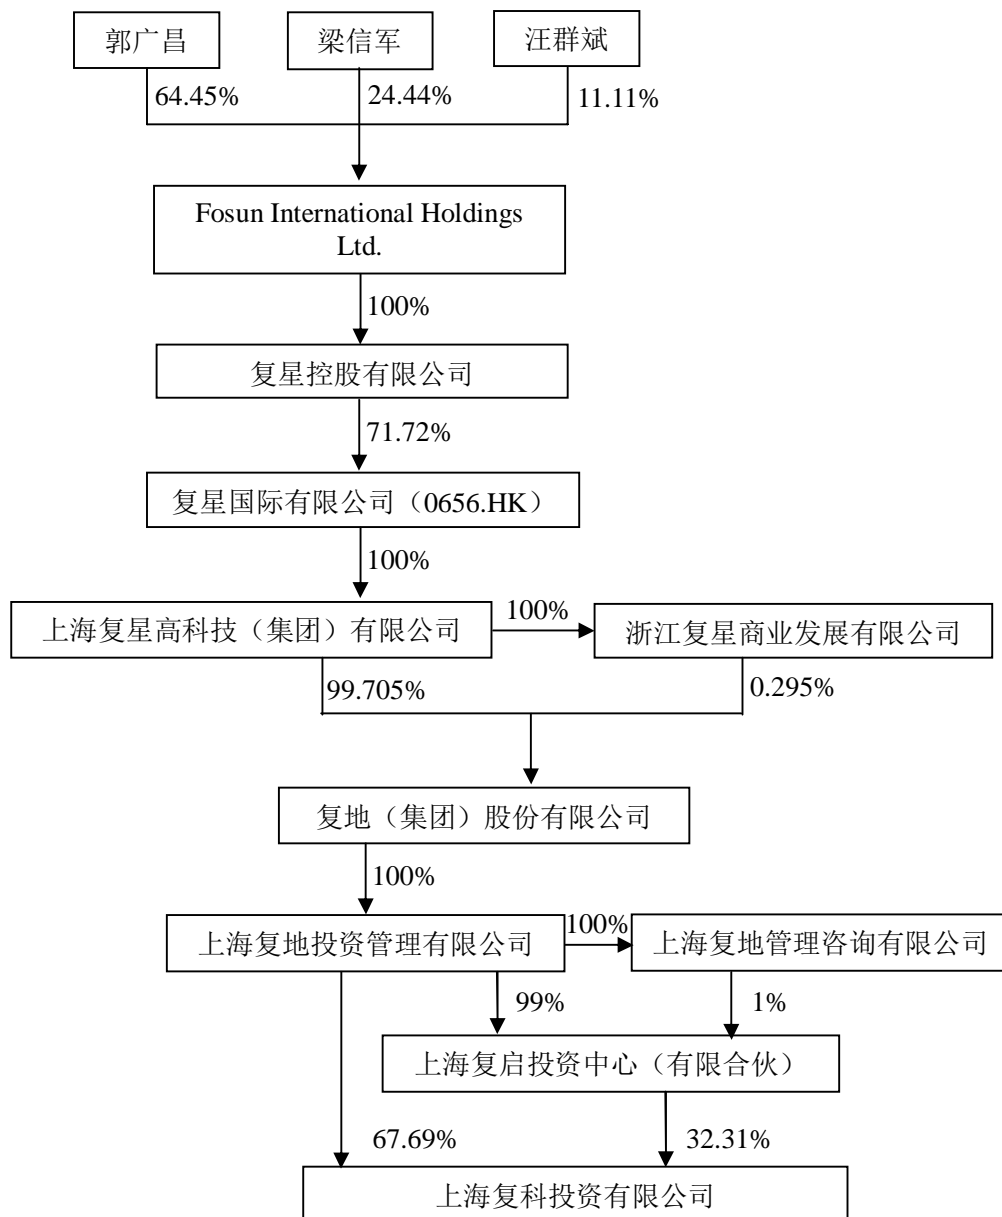 郭广昌
梁信军
汪群斌
64.45%
24.44%
11.11%
Fosun International Holdings
Ltd.
100%
复星控股有限公司
71.72%
复星国际有限公司（0656.HK）
100%
上海复星高科技（集团）有限公司
100%
浙江复星商业发展有限公司
99.705%
0.295%
复地（集团）股份有限公司
100%
上海复地投资管理有限公司
100%
上海复地管理咨询有限公司
99%
1%
上海复启投资中心（有限合伙）
67.69%
32.31%
上海复科投资有限公司